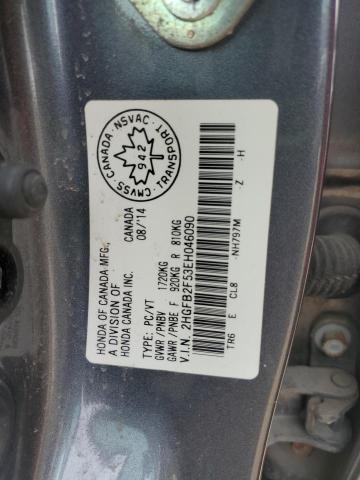 HONDA OF CANADA MFG.,
A DIVISION OF
HONDA CANADA INC. CANADA 08/'14
TYPE: PC/VT
GVWR / PNBV 1720KG
GAWR / PNBE F 920KG R 810KG
V.I.N. 2HGFB2F53EH046090
TR6 E CL8 -NH797M -Z -H
CANADA · NSVAC · TRANSPORT · CMVSS ·
942